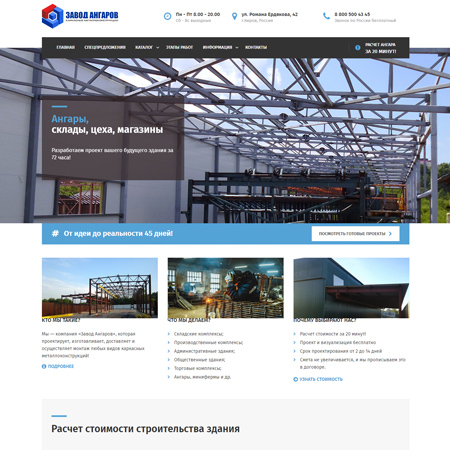 ЗАВОД АНГАРОВ
Пн - Пт 9.00 - 20.00
Сб - Вс выходные
ул. Романа Ердякова, 42
г.Киров, Россия
8 800 500 43 45
Звонок по России бесплатный
ГЛАВНАЯ СПЕЦПРЕДЛОЖЕНИЯ КАТАЛОГ ЭТАПЫ РАБОТ ИНФОРМАЦИЯ КОНТАКТЫ
РАСЧЕТ АНГАРА
ЗА 20 МИНУТ!
Ангары,
склады, цеха, магазины
Разработаем проект вашего будущего здания за
72 часа!
# От идеи до реальности 45 дней!
ПОСМОТРЕТЬ ГОТОВЫЕ ПРОЕКТЫ
КТО МЫ ТАКИЕ?
Мы — компания «Завод Ангаров», которая
проектирует, изготавливает, доставляет и
осуществляет монтаж любых видов каркасных
металлоконструкций!
ПОДРОБНЕЕ
ЧТО МЫ ДЕЛАЕМ?
Складские комплексы;
Производственные комплексы;
Административные здания;
Общественные здания;
Торговые комплексы;
Ангары, минифермы и др.
ПОЧЕМУ ВЫБИРАЮТ НАС?
Расчет стоимости за 20 минут!
Проект и визуализация бесплатно
Срок проектирования от 2 до 14 дней
Смета не увеличивается, и мы прописываем это
в договоре.
УЗНАТЬ СТОИМОСТЬ
Расчет стоимости строительства здания